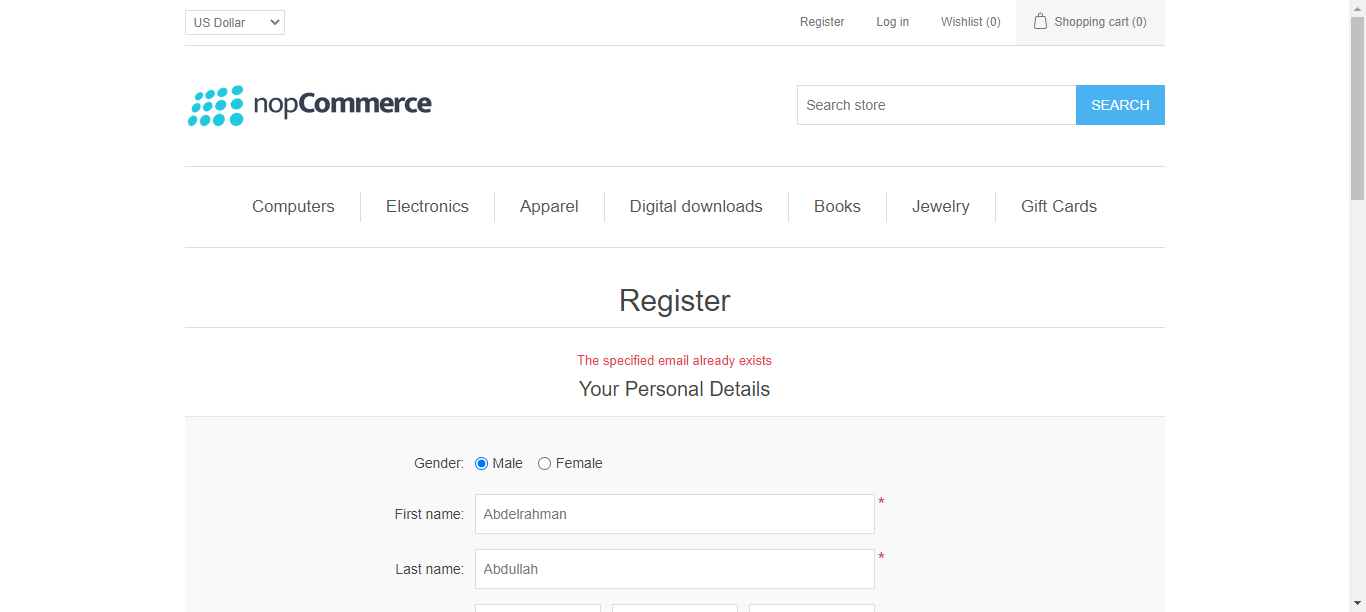 US Dollar Register Log in Wishlist (0) Shopping cart (0)
nopCommerce Search store SEARCH
Computers Electronics Apparel Digital downloads Books Jewelry Gift Cards
Register
The specified email already exists
Your Personal Details
Gender: Male Female
First name: Abdelrahman *
Last name: Abdullah *